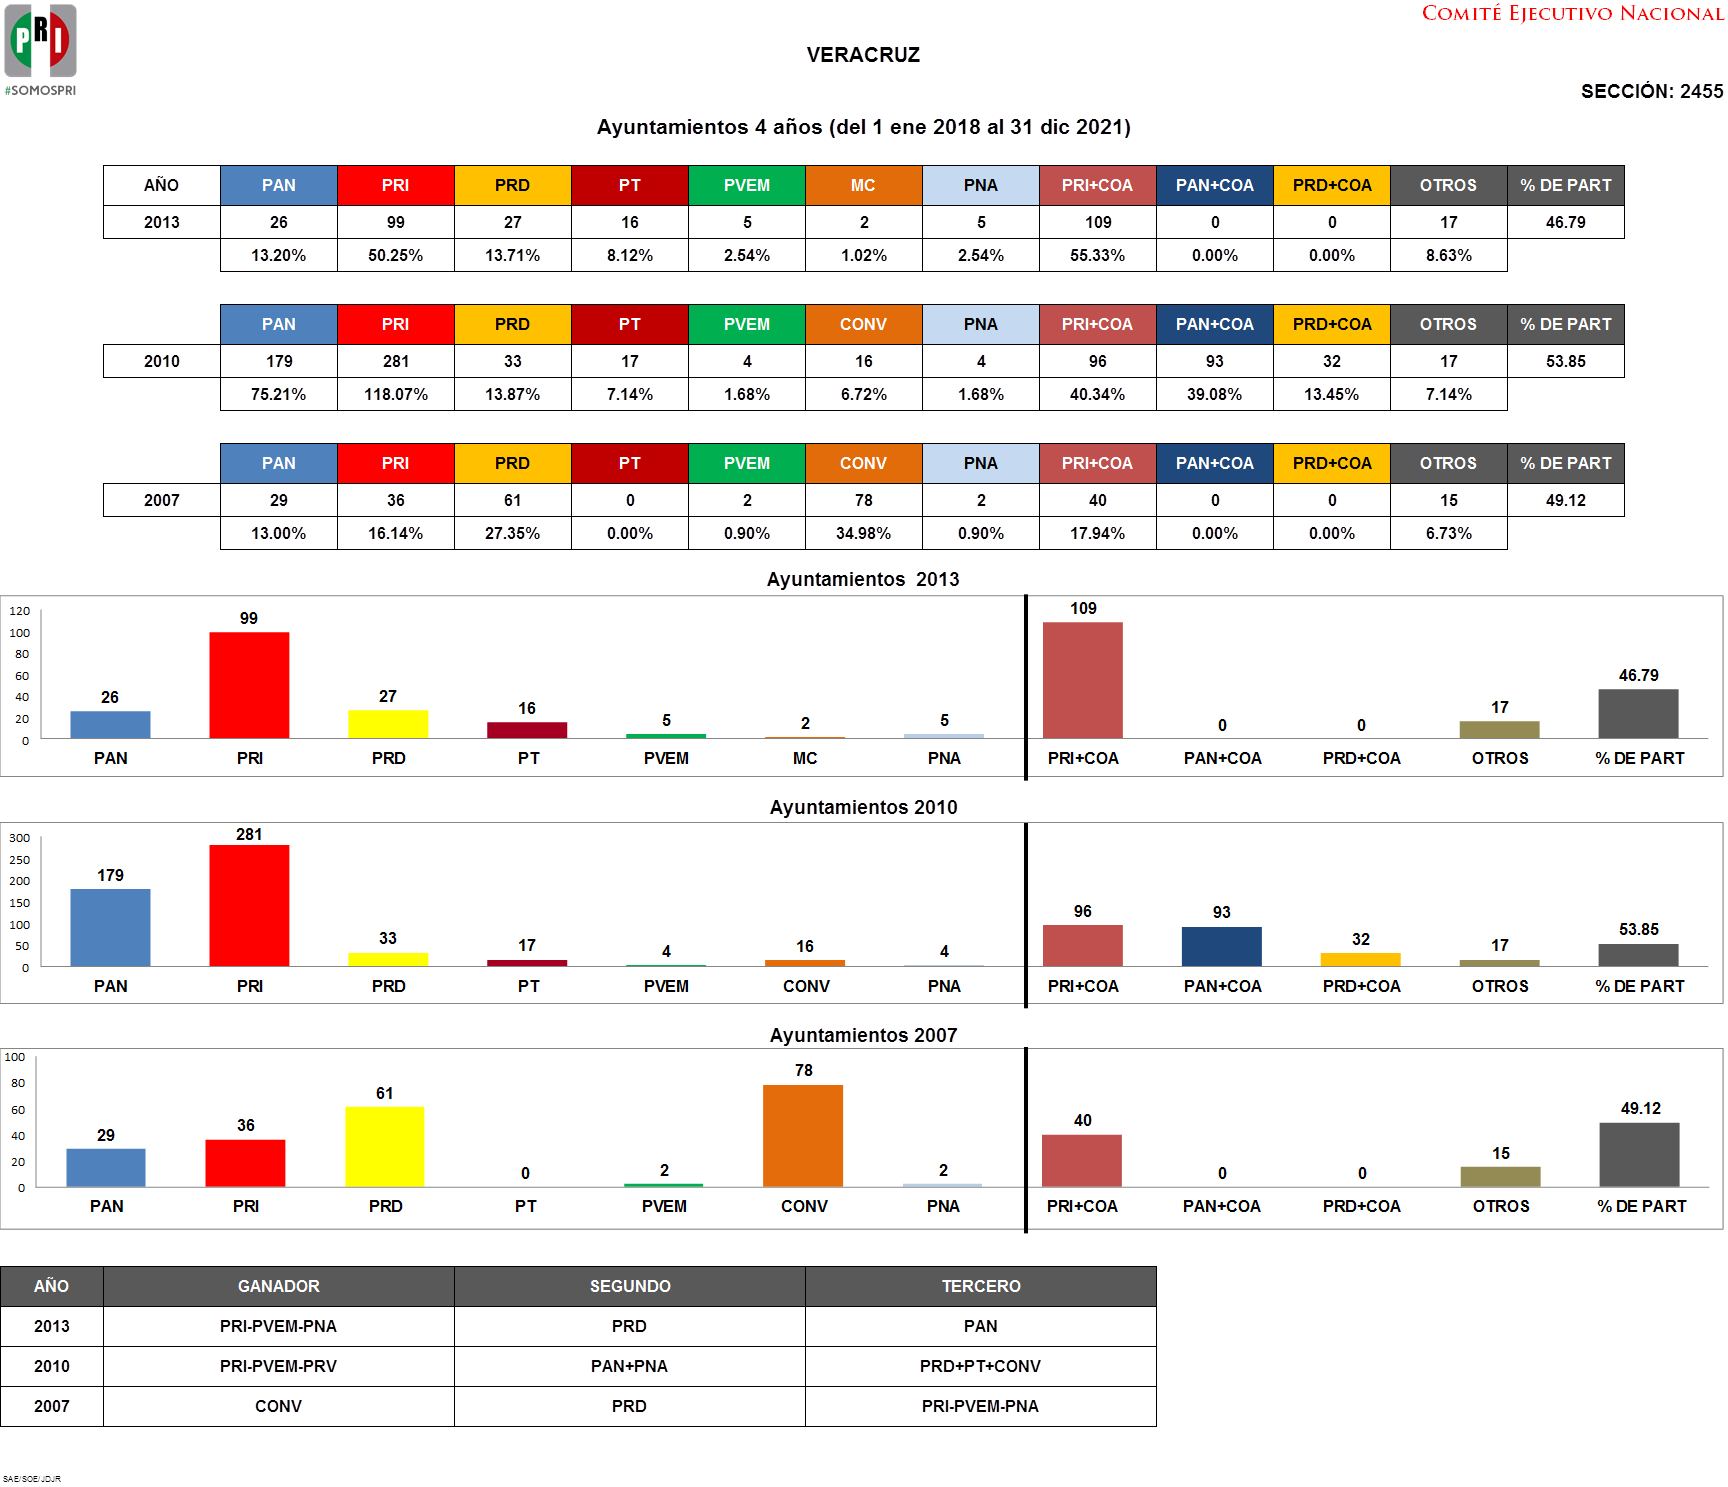 PRI
#SOMOSPRI
COMITÉ EJECUTIVO NACIONAL
VERACRUZ
SECCIÓN: 2455
Ayuntamientos 4 años (del 1 ene 2018 al 31 dic 2021)
AÑO PAN PRI PRD PT PVEM MC PNA PRI+COA PAN+COA PRD+COA OTROS % DE PART
2013 26 99 27 16 5 2 5 109 0 0 17 46.79
13.20% 50.25% 13.71% 8.12% 2.54% 1.02% 2.54% 55.33% 0.00% 0.00% 8.63%
PAN PRI PRD PT PVEM CONV PNA PRI+COA PAN+COA PRD+COA OTROS % DE PART
2010 179 281 33 17 4 16 4 96 93 32 17 53.85
75.21% 118.07% 13.87% 7.14% 1.68% 6.72% 1.68% 40.34% 39.08% 13.45% 7.14%
PAN PRI PRD PT PVEM CONV PNA PRI+COA PAN+COA PRD+COA OTROS % DE PART
2007 29 36 61 0 2 78 2 40 0 0 15 49.12
13.00% 16.14% 27.35% 0.00% 0.90% 34.98% 0.90% 17.94% 0.00% 0.00% 6.73%
Ayuntamientos 2013
120
100
80
60
40
20
0
26 99 27 16 5 2 5 109 0 0 17 46.79
PAN PRI PRD PT PVEM MC PNA PRI+COA PAN+COA PRD+COA OTROS % DE PART
Ayuntamientos 2010
300
250
200
150
100
50
0
179 281 33 17 4 16 4 96 93 32 17 53.85
PAN PRI PRD PT PVEM CONV PNA PRI+COA PAN+COA PRD+COA OTROS % DE PART
Ayuntamientos 2007
100
80
60
40
20
0
29 36 61 0 2 78 2 40 0 0 15 49.12
PAN PRI PRD PT PVEM CONV PNA PRI+COA PAN+COA PRD+COA OTROS % DE PART
AÑO GANADOR SEGUNDO TERCERO
2013 PRI-PVEM-PNA PRD PAN
2010 PRI-PVEM-PRV PAN+PNA PRD+PT+CONV
2007 CONV PRD PRI-PVEM-PNA
SAE/SOE/JDJR